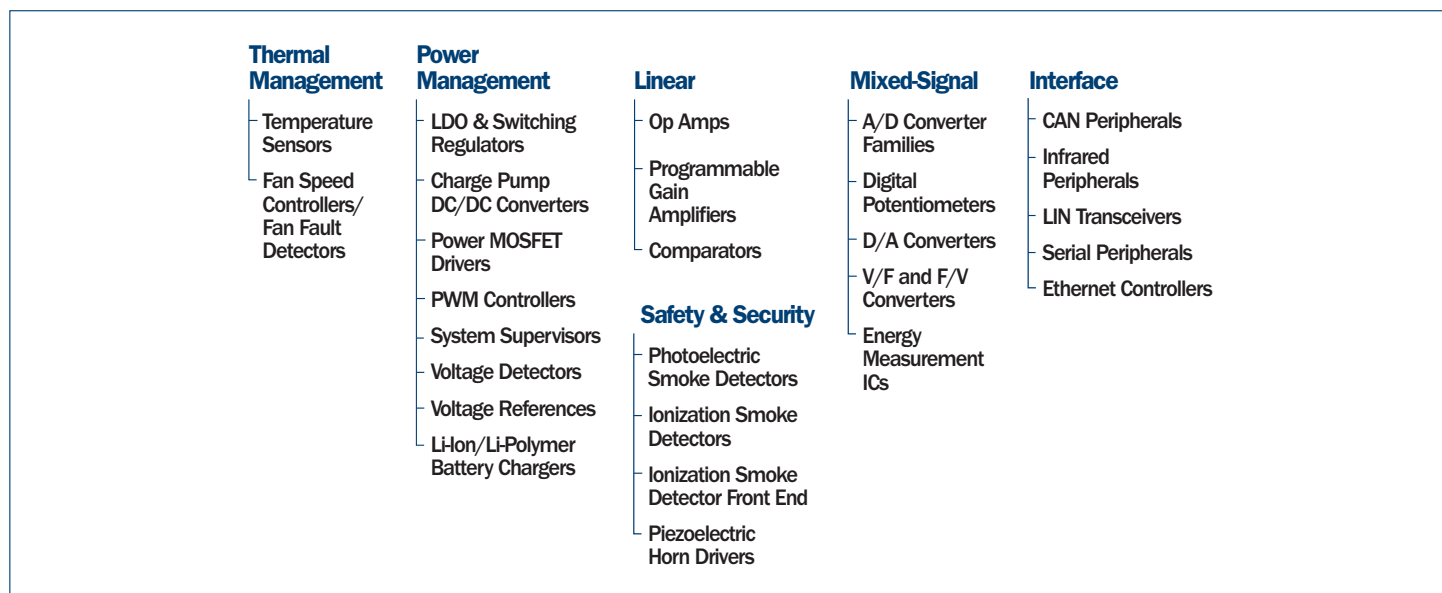 Thermal
Management
Temperature
Sensors
Fan Speed
Controllers/
Fan Fault
Detectors
Power
Management
LDO & Switching
Regulators
Charge Pump
DC/DC Converters
Power MOSFET
Drivers
PWM Controllers
System Supervisors
Voltage Detectors
Voltage References
Li-Ion/Li-Polymer
Battery Chargers
Linear
Op Amps
Programmable
Gain
Amplifiers
Comparators
Safety & Security
Photoelectric
Smoke Detectors
Ionization Smoke
Detectors
Ionization Smoke
Detector Front End
Piezoelectric
Horn Drivers
Mixed-Signal
A/D Converter
Families
Digital
Potentiometers
D/A Converters
V/F and F/V
Converters
Energy
Measurement
ICs
Interface
CAN Peripherals
Infrared
Peripherals
LIN Transceivers
Serial Peripherals
Ethernet Controllers